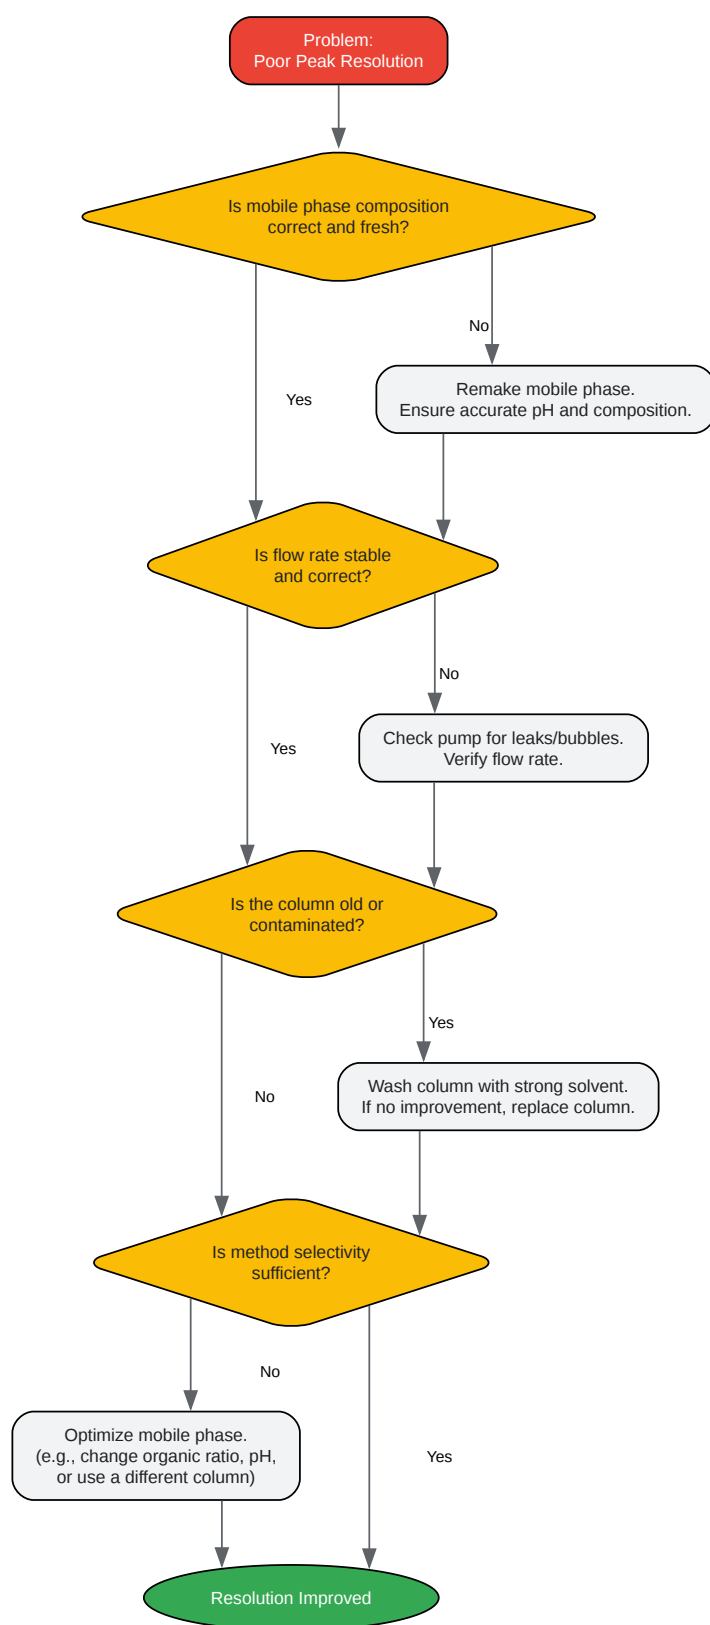 Problem:
Poor Peak Resolution
Is mobile phase composition
correct and fresh?
No
Remake mobile phase.
Ensure accurate pH and composition.
Yes
Is flow rate stable
and correct?
No
Yes
Check pump for leaks/bubbles.
Verify flow rate.
Is the column old or
contaminated?
Yes
Wash column with strong solvent.
If no improvement, replace column.
No
Is method selectivity
sufficient?
No
Optimize mobile phase.
(e.g., change organic ratio, pH,
or use a different column)
Yes
Resolution Improved